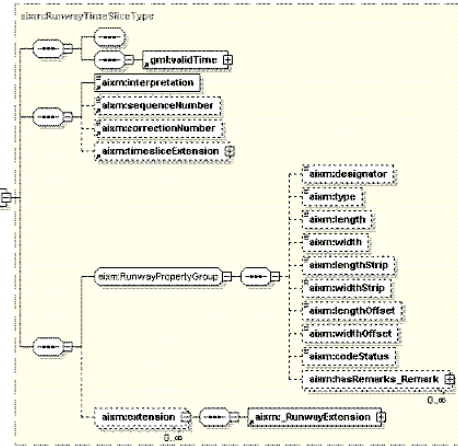 aixm:RunwayTimeSliceType
gml:validTime
aixm:interpretation
aixm:sequenceNumber
aixm:correctionNumber
aixm:timesliceExtension
aixm:designator
aixm:type
aixm:length
aixm:width
aixm:lengthStrip
aixm:RunwayPropertyGroup
aixm:widthStrip
aixm:lengthOffset
aixm:widthOffset
aixm:codeStatus
aixm:hasRemarks_Remark
0..∞
aixm:extension
aixm:_RunwayExtension
0..∞